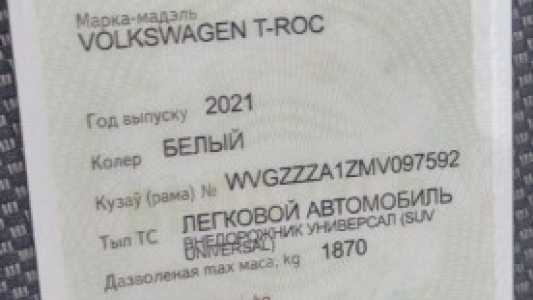 Марка-мадэль
VOLKSWAGEN T-ROC
Год выпуску 2021
Колер БЕЛЫЙ
Кузаў (рама) № WVGZZZA1ZMV097592
Тып ТС ЛЕГКОВОЙ АВТОМОБИЛЬ
ВНЕДОРОЖНИК УНИВЕРСАЛ (SUV
UNIVERSAL)
Дазволеная max маса, kg 1870
kg